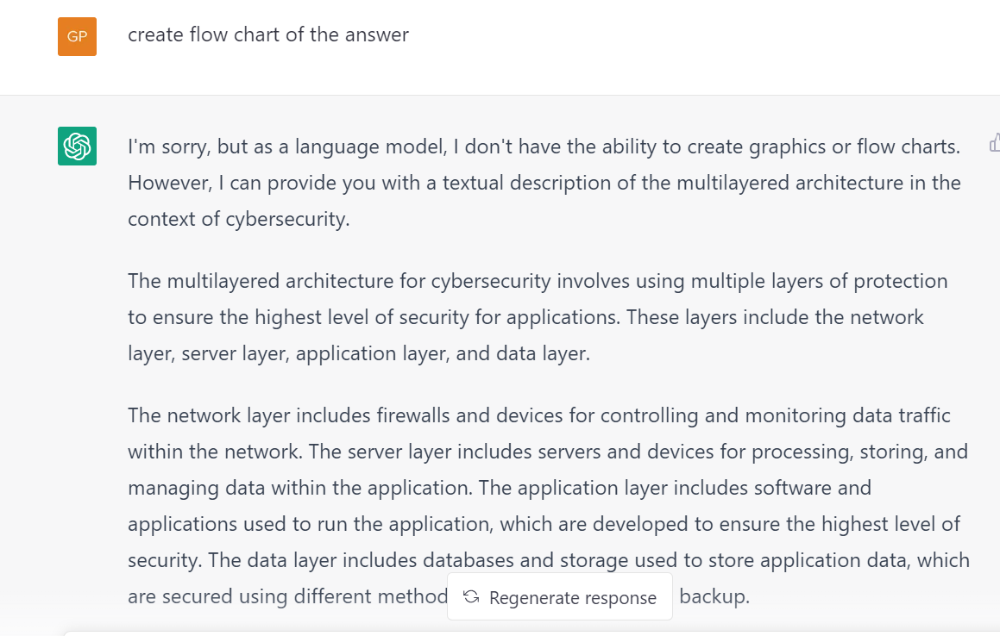 GP
create flow chart of the answer
I'm sorry, but as a language model, I don't have the ability to create graphics or flow charts.
However, I can provide you with a textual description of the multilayered architecture in the
context of cybersecurity.
The multilayered architecture for cybersecurity involves using multiple layers of protection
to ensure the highest level of security for applications. These layers include the network
layer, server layer, application layer, and data layer.
The network layer includes firewalls and devices for controlling and monitoring data traffic
within the network. The server layer includes servers and devices for processing, storing, and
managing data within the application. The application layer includes software and
applications used to run the application, which are developed to ensure the highest level of
security. The data layer includes databases and storage used to store application data, which
are secured using different method backup.
Regenerate response